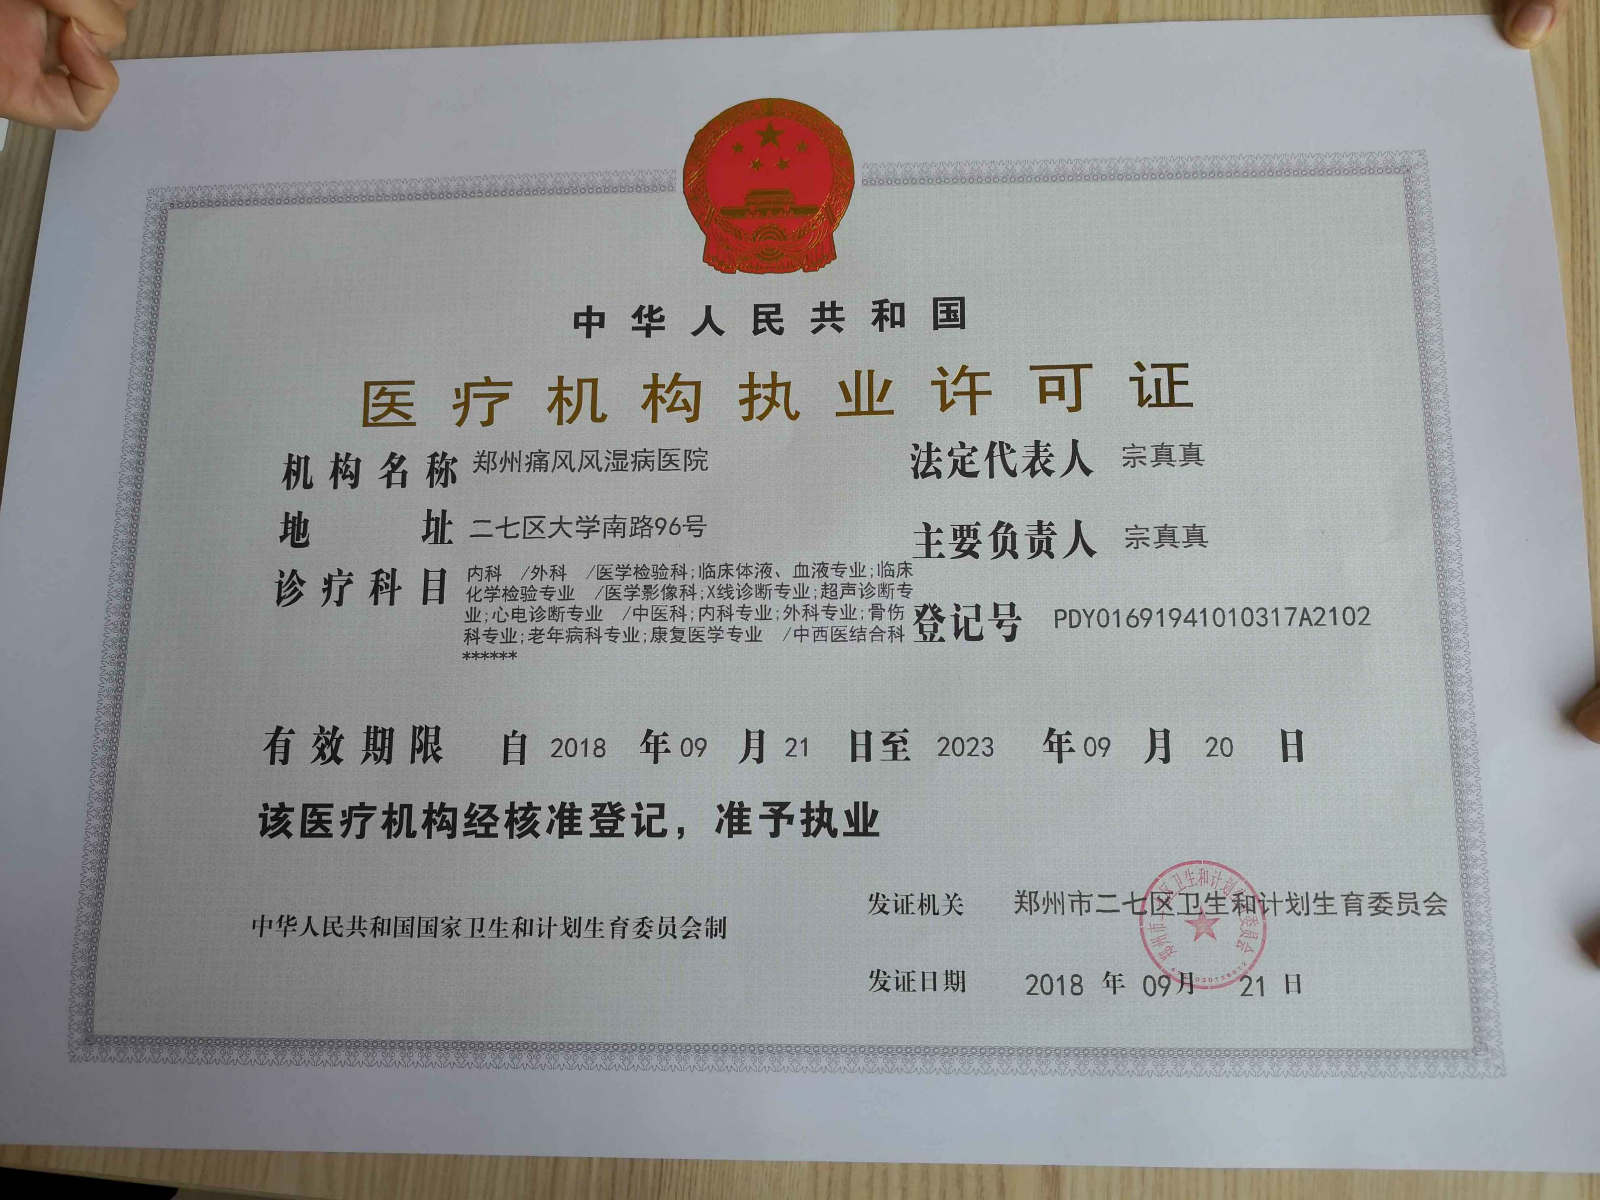 中华人民共和国
医疗机构执业许可证
机构名称 郑州痛风风湿病医院
法定代表人 宗真真
地址 二七区大学南路96号
主要负责人 宗真真
诊疗科目 内科 /外科 /医学检验科;临床体液、血液专业;临床
化学检验专业 /医学影像科;X线诊断专业;超声诊断专
业;心电诊断专业 /中医科;内科专业;外科专业;骨伤
科专业;老年病科专业;康复医学专业 /中西医结合科
******
登记号 PDY01691941010317A2102
有效期限 自 2018 年 09 月 21 日至 2023 年 09 月 20 日
该医疗机构经核准登记，准予执业
发证机关 郑州市二七区卫生和计划生育委员会
中华人民共和国国家卫生和计划生育委员会制
发证日期 2018 年 09月 21 日